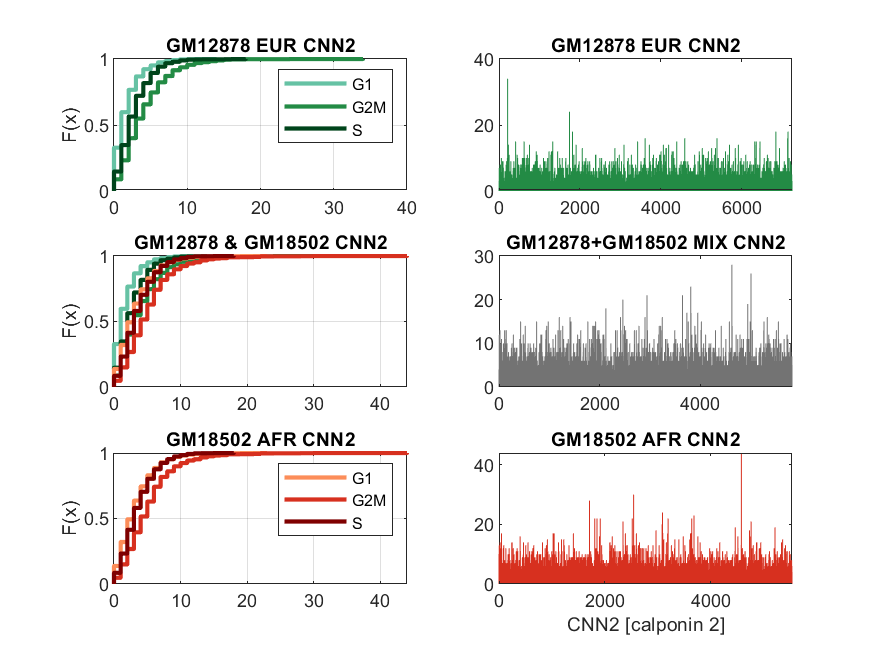 GM12878 EUR CNN2
1
0.5
0
F(x)
0 10 20 30 40
G1
G2M
S
GM12878 EUR CNN2
40
20
0
0 2000 4000 6000
GM12878 & GM18502 CNN2
1
0.5
0
F(x)
0 10 20 30 40
GM12878+GM18502 MIX CNN2
30
20
10
0
0 2000 4000
GM18502 AFR CNN2
1
0.5
0
F(x)
0 10 20 30 40
G1
G2M
S
GM18502 AFR CNN2
40
20
0
0 2000 4000
CNN2 [calponin 2]